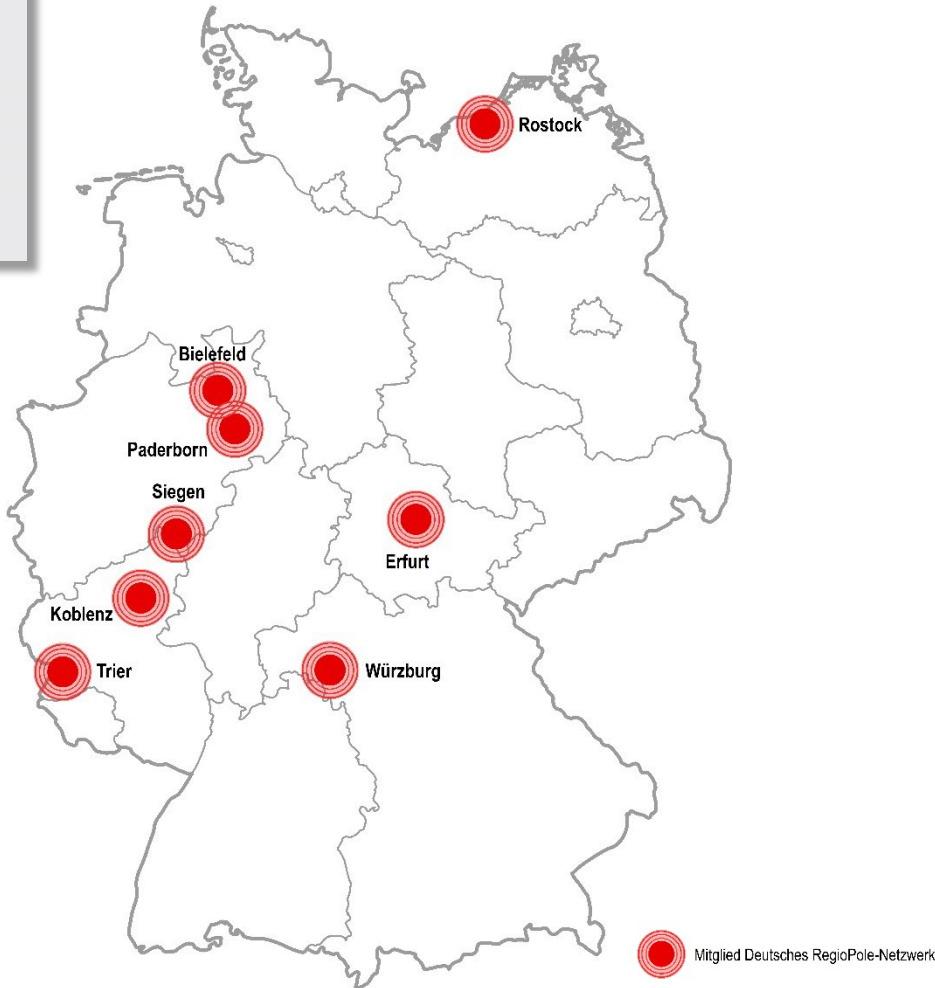 Rostock
Bielefeld
Paderborn
Siegen
Erfurt
Koblenz
Trier
Würzburg
Mitglied Deutsches RegioPole-Netzwerk